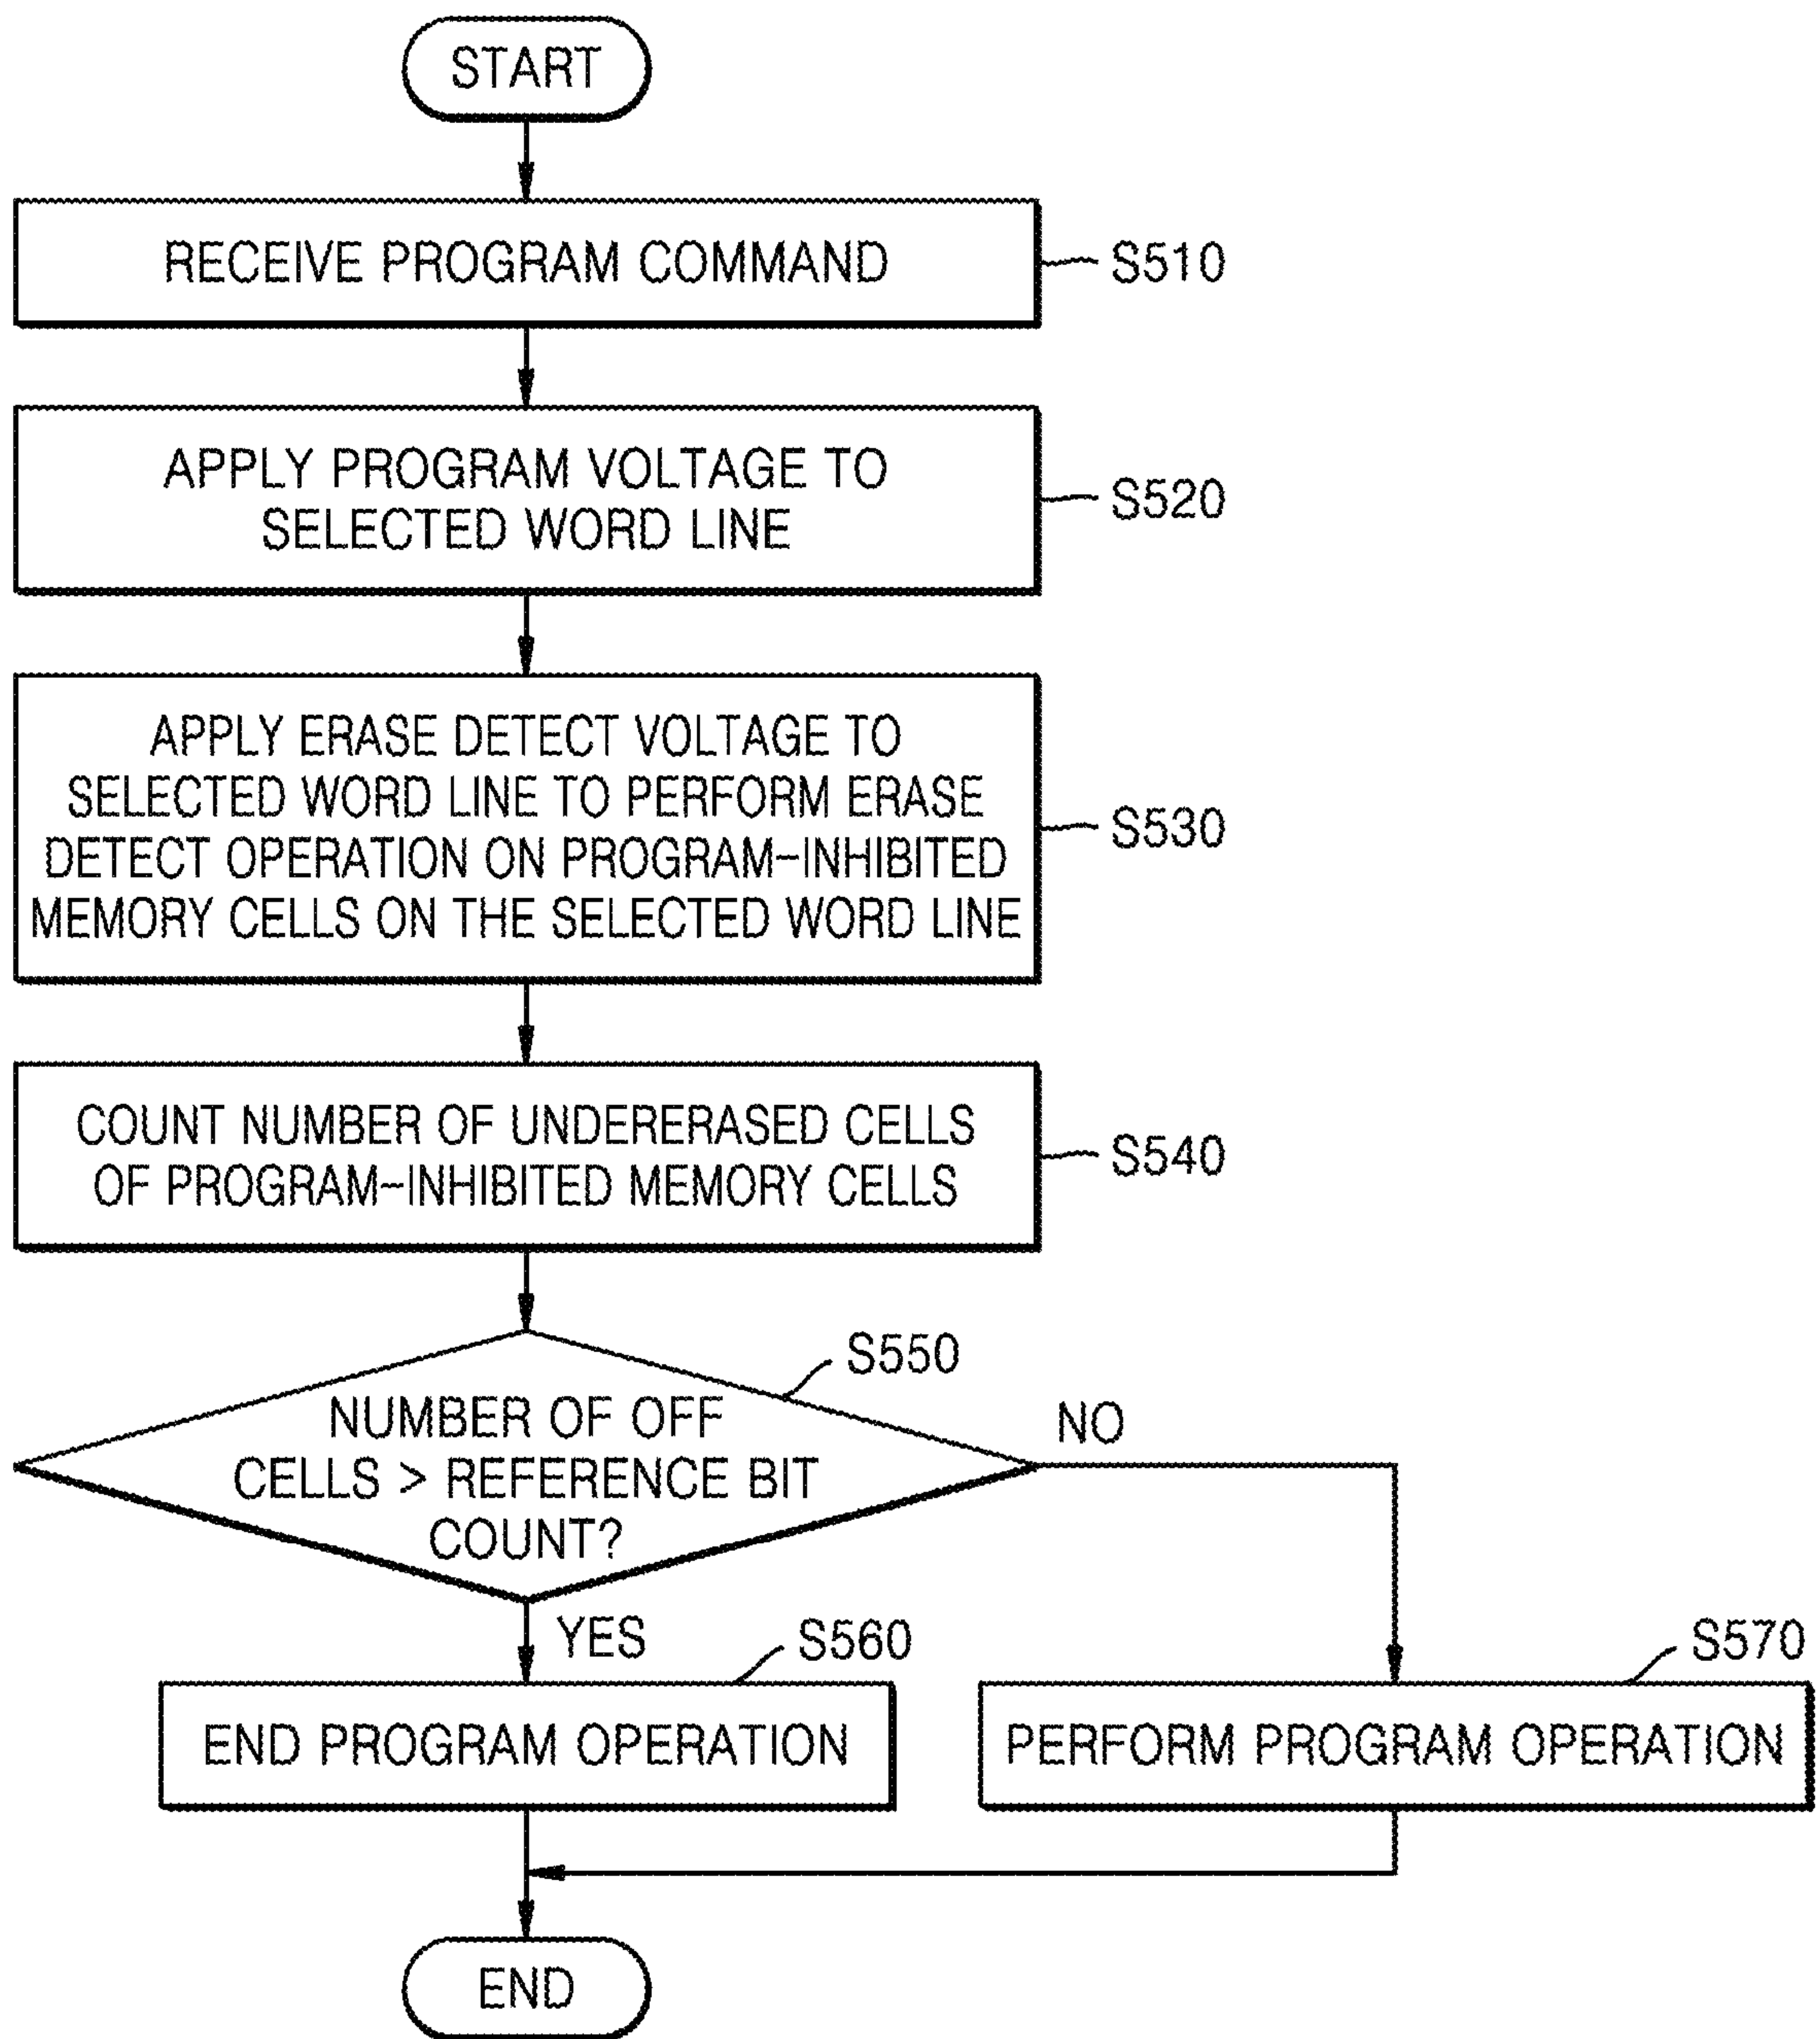 START
RECEIVE PROGRAM COMMAND
S510
APPLY PROGRAM VOLTAGE TO
SELECTED WORD LINE
S520
APPLY ERASE DETECT VOLTAGE TO
SELECTED WORD LINE TO PERFORM ERASE
DETECT OPERATION ON PROGRAM-INHIBITED
MEMORY CELLS ON THE SELECTED WORD LINE
S530
COUNT NUMBER OF UNDERERASED CELLS
OF PROGRAM-INHIBITED MEMORY CELLS
S540
S550
NUMBER OF OFF
CELLS > REFERENCE BIT
COUNT?
NO
YES
S560
END PROGRAM OPERATION
S570
PERFORM PROGRAM OPERATION
END